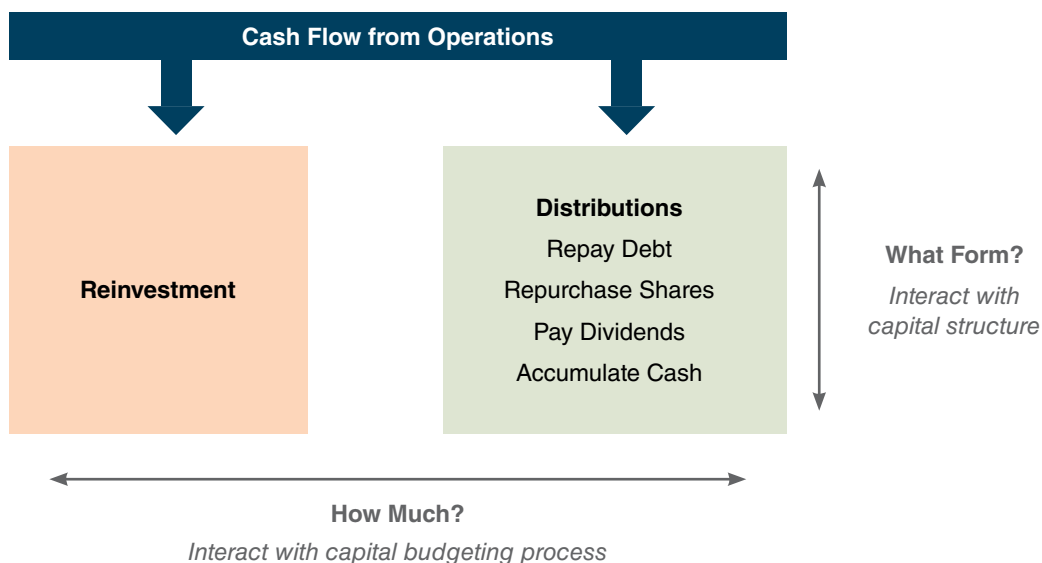 Cash Flow from Operations
Reinvestment
Distributions
Repay Debt
Repurchase Shares
Pay Dividends
Accumulate Cash
What Form?
Interact with
capital structure
How Much?
Interact with capital budgeting process